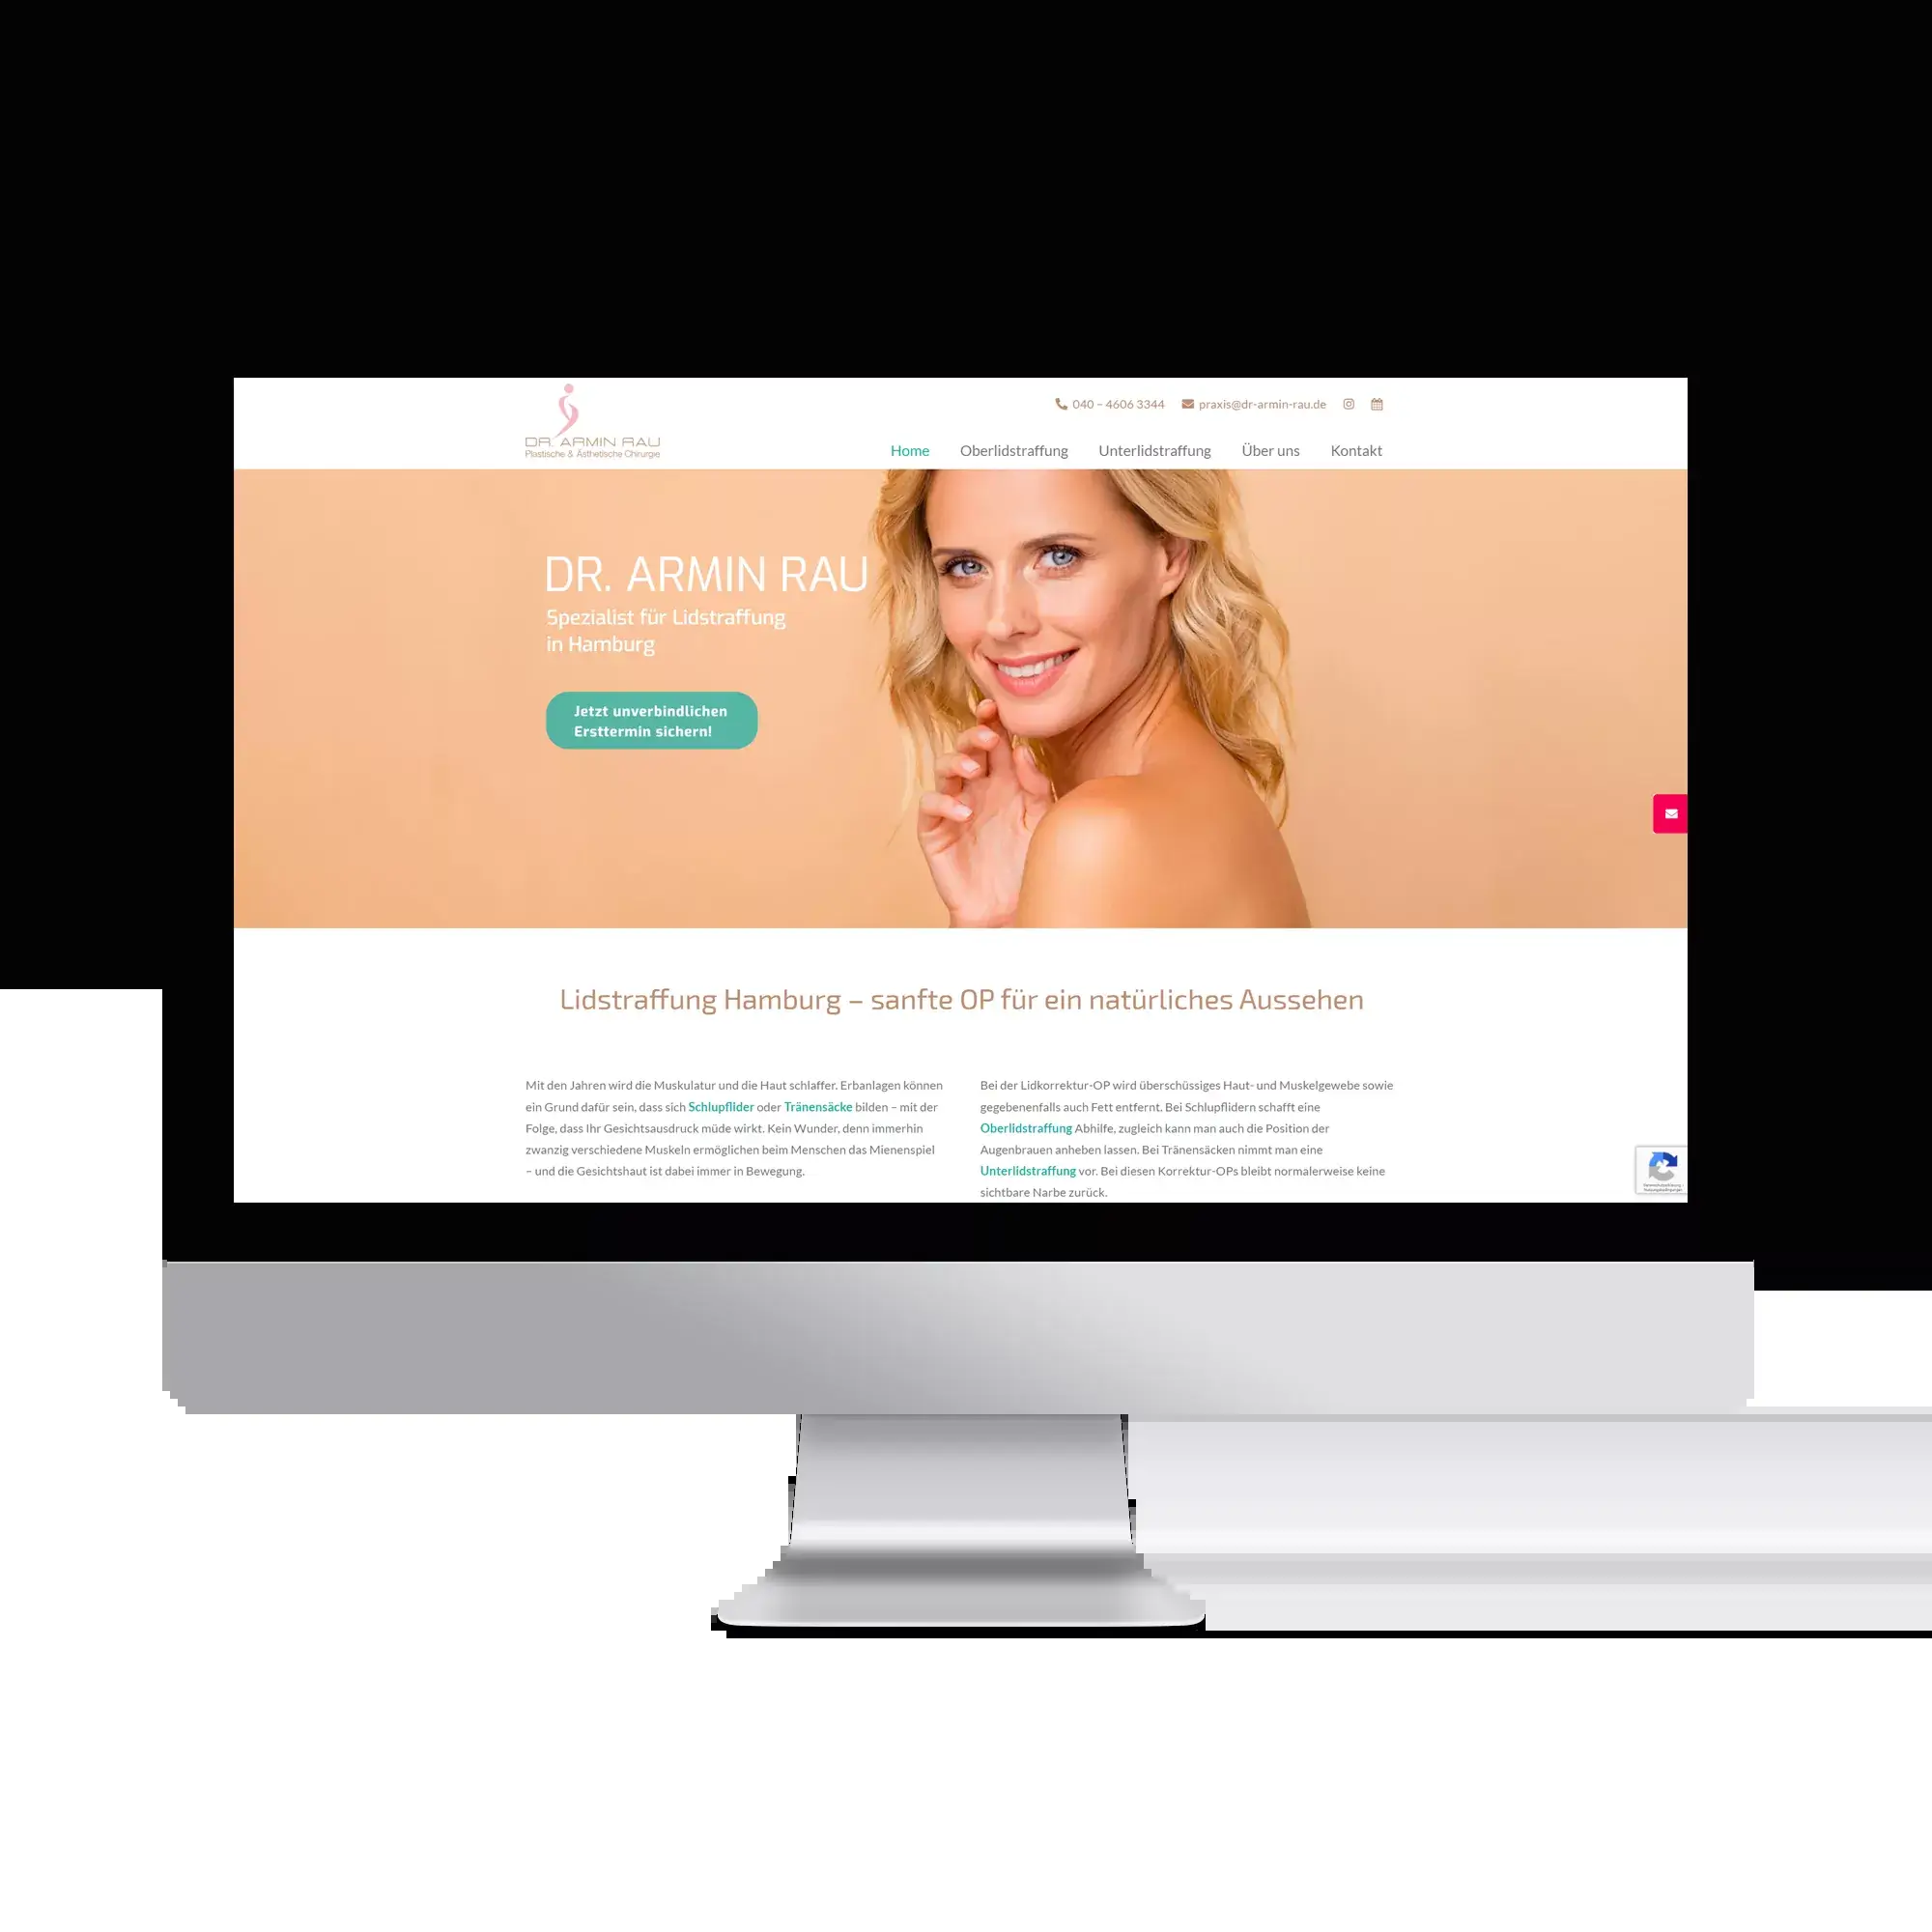 DR. ARMIN RAU
Plastische & Ästhetische Chirurgie
040 – 4606 3344 praxis@dr-armin-rau.de
Home Oberlidstraffung Unterlidstraffung Über uns Kontakt
DR. ARMIN RAU
Spezialist für Lidstraffung
in Hamburg
Jetzt unverbindlichen
Ersttermin sichern!
Lidstraffung Hamburg – sanfte OP für ein natürliches Aussehen
Mit den Jahren wird die Muskulatur und die Haut schlaffer. Erbanlagen können
ein Grund dafür sein, dass sich Schlupflider oder Tränensäcke bilden – mit der
Folge, dass Ihr Gesichtsausdruck müde wirkt. Kein Wunder, denn immerhin
zwanzig verschiedene Muskeln ermöglichen beim Menschen das Mienenspiel
– und die Gesichtshaut ist dabei immer in Bewegung.
Bei der Lidkorrektur-OP wird überschüssiges Haut- und Muskelgewebe sowie
gegebenenfalls auch Fett entfernt. Bei Schlupflidern schafft eine
Oberlidstraffung Abhilfe, zugleich kann man auch die Position der
Augenbrauen anheben lassen. Bei Tränensäcken nimmt man eine
Unterlidstraffung vor. Bei diesen Korrektur-OPs bleibt normalerweise keine
sichtbare Narbe zurück.